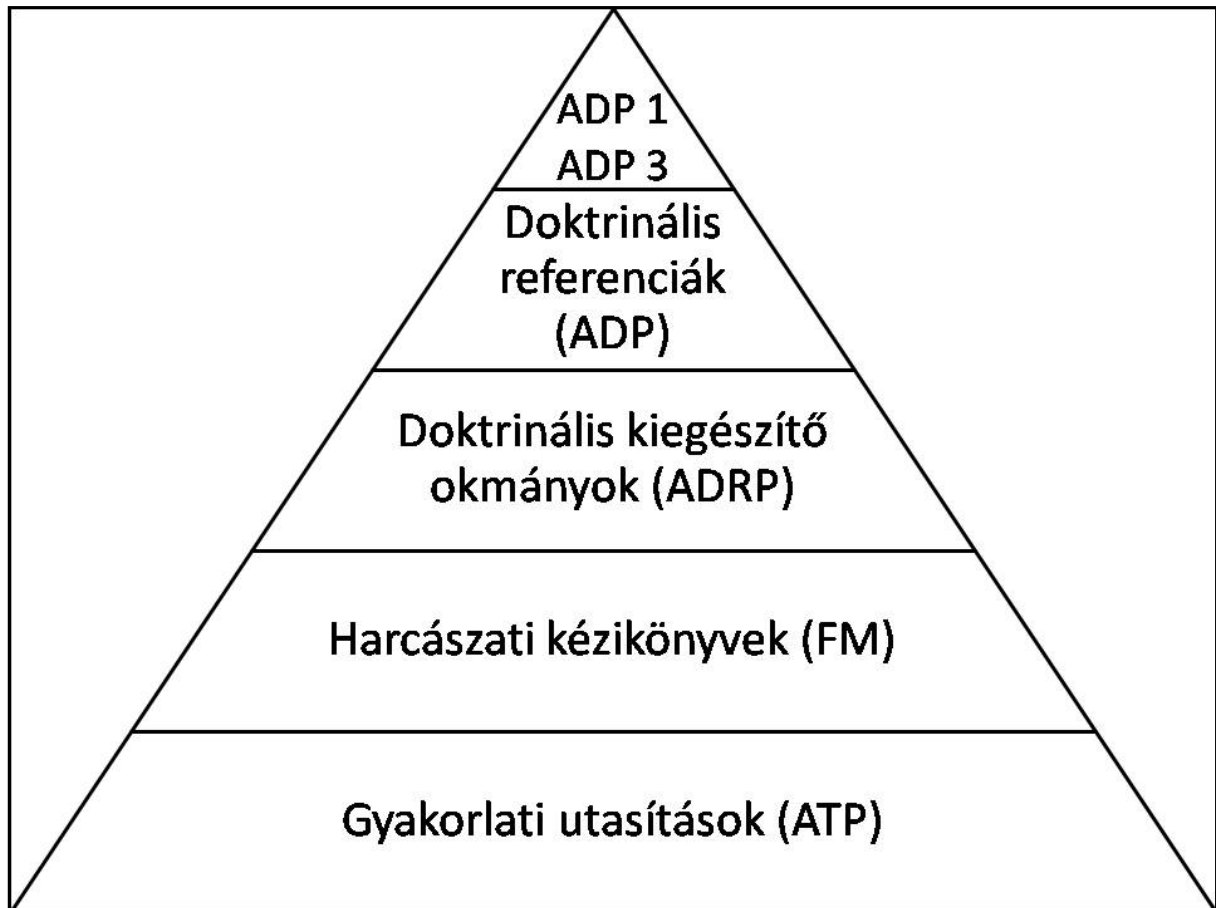 ADP 1
ADP 3
Doktrinális
referenciák
(ADP)
Doktrinális kiegészítő
okmányok (ADRP)
Harcászati kézikönyvek (FM)
Gyakorlati utasítások (ATP)